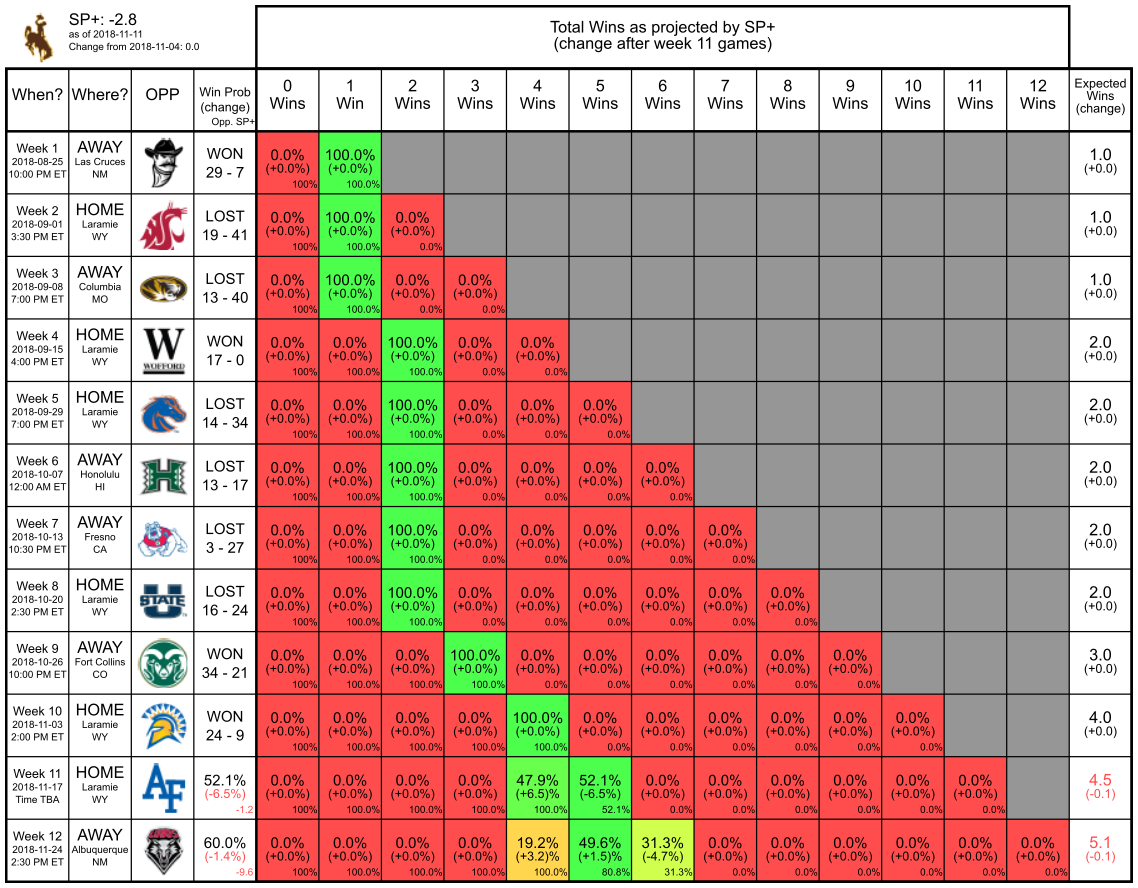 SP+: -2.8
as of 2018-11-11
Change from 2018-11-04: 0.0
Total Wins as projected by SP+
(change after week 11 games)
When? Where? OPP Win Prob (change) Opp. SP+ 0 Wins 1 Win 2 Wins 3 Wins 4 Wins 5 Wins 6 Wins 7 Wins 8 Wins 9 Wins 10 Wins 11 Wins 12 Wins Expected Wins (change)
Week 1 AWAY WON 0.0% 100.0% 1.0
2018-08-25 Las Cruces 29 - 7 (+0.0%) (+0.0%) (+0.0)
10:00 PM ET NM 100% 100.0%
Week 2 HOME LOST 0.0% 100.0% 0.0% 1.0
2018-09-01 Laramie 19 - 41 (+0.0%) (+0.0%) (+0.0%) (+0.0)
3:30 PM ET WY 100% 100.0% 0.0%
Week 3 AWAY LOST 0.0% 100.0% 0.0% 0.0% 1.0
2018-09-08 Columbia 13 - 40 (+0.0%) (+0.0%) (+0.0%) (+0.0%) (+0.0)
7:00 PM ET MO 100% 100.0% 0.0% 0.0%
Week 4 HOME W WON 0.0% 0.0% 100.0% 0.0% 0.0% 2.0
2018-09-15 Laramie 17 - 0 (+0.0%) (+0.0%) (+0.0%) (+0.0%) (+0.0%) (+0.0)
4:00 PM ET WY WOFFORD 100% 100.0% 100.0% 0.0% 0.0%
Week 5 HOME LOST 0.0% 0.0% 100.0% 0.0% 0.0% 0.0% 2.0
2018-09-29 Laramie 14 - 34 (+0.0%) (+0.0%) (+0.0%) (+0.0%) (+0.0%) (+0.0%) (+0.0)
7:00 PM ET WY 100% 100.0% 100.0% 0.0% 0.0% 0.0%
Week 6 AWAY H LOST 0.0% 0.0% 100.0% 0.0% 0.0% 0.0% 0.0% 2.0
2018-10-07 Honolulu 13 - 17 (+0.0%) (+0.0%) (+0.0%) (+0.0%) (+0.0%) (+0.0%) (+0.0%) (+0.0)
12:00 AM ET HI 100% 100.0% 100.0% 0.0% 0.0% 0.0% 0.0%
Week 7 AWAY LOST 0.0% 0.0% 100.0% 0.0% 0.0% 0.0% 0.0% 0.0% 2.0
2018-10-13 Fresno 3 - 27 (+0.0%) (+0.0%) (+0.0%) (+0.0%) (+0.0%) (+0.0%) (+0.0%) (+0.0%) (+0.0)
10:30 PM ET CA 100% 100.0% 100.0% 0.0% 0.0% 0.0% 0.0% 0.0%
Week 8 HOME U STATE LOST 0.0% 0.0% 100.0% 0.0% 0.0% 0.0% 0.0% 0.0% 0.0% 2.0
2018-10-20 Laramie 16 - 24 (+0.0%) (+0.0%) (+0.0%) (+0.0%) (+0.0%) (+0.0%) (+0.0%) (+0.0%) (+0.0%) (+0.0)
2:30 PM ET WY 100% 100.0% 100.0% 0.0% 0.0% 0.0% 0.0% 0.0% 0.0%
Week 9 AWAY WON 0.0% 0.0% 0.0% 100.0% 0.0% 0.0% 0.0% 0.0% 0.0% 0.0% 3.0
2018-10-26 Fort Collins 34 - 21 (+0.0%) (+0.0%) (+0.0%) (+0.0%) (+0.0%) (+0.0%) (+0.0%) (+0.0%) (+0.0%) (+0.0%) (+0.0)
10:00 PM ET CO 100% 100.0% 100.0% 100.0% 0.0% 0.0% 0.0% 0.0% 0.0% 0.0%
Week 10 HOME WON 0.0% 0.0% 0.0% 0.0% 100.0% 0.0% 0.0% 0.0% 0.0% 0.0% 0.0% 4.0
2018-11-03 Laramie 24 - 9 (+0.0%) (+0.0%) (+0.0%) (+0.0%) (+0.0%) (+0.0%) (+0.0%) (+0.0%) (+0.0%) (+0.0%) (+0.0%) (+0.0)
2:00 PM ET WY 100% 100.0% 100.0% 100.0% 100.0% 0.0% 0.0% 0.0% 0.0% 0.0% 0.0%
Week 11 HOME AF 52.1% 0.0% 0.0% 0.0% 0.0% 47.9% 52.1% 0.0% 0.0% 0.0% 0.0% 0.0% 0.0% 4.5
2018-11-17 Laramie (-6.5%) (+0.0%) (+0.0%) (+0.0%) (+0.0%) (+6.5)% (-6.5%) (+0.0%) (+0.0%) (+0.0%) (+0.0%) (+0.0%) (+0.0%) (-0.1)
Time TBA WY -1.2 100% 100.0% 100.0% 100.0% 100.0% 52.1% 0.0% 0.0% 0.0% 0.0% 0.0% 0.0%
Week 12 AWAY 60.0% 0.0% 0.0% 0.0% 0.0% 19.2% 49.6% 31.3% 0.0% 0.0% 0.0% 0.0% 0.0% 0.0% 5.1
2018-11-24 Albuquerque (-1.4%) (+0.0%) (+0.0%) (+0.0%) (+0.0%) (+3.2)% (+1.5)% (-4.7%) (+0.0%) (+0.0%) (+0.0%) (+0.0%) (+0.0%) (+0.0%) (-0.1)
2:30 PM ET NM -9.6 100% 100.0% 100.0% 100.0% 100.0% 80.8% 31.3% 0.0% 0.0% 0.0% 0.0% 0.0% 0.0%